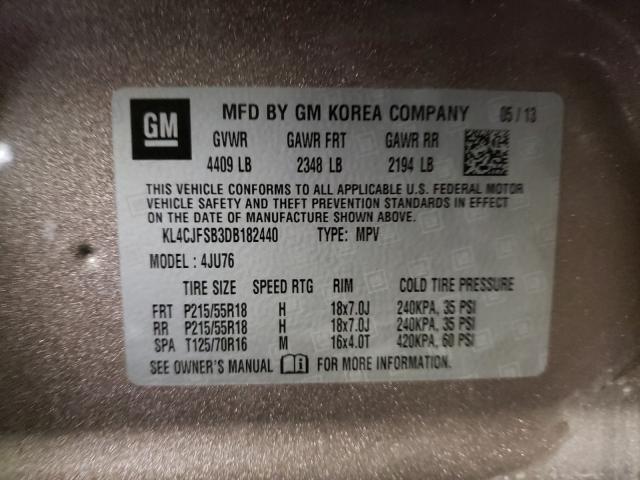 GM
MFD BY GM KOREA COMPANY 05 / 13
GVWR GAWR FRT GAWR RR
4409 LB 2348 LB 2194 LB
THIS VEHICLE CONFORMS TO ALL APPLICABLE U.S. FEDERAL MOTOR
VEHICLE SAFETY AND THEFT PREVENTION STANDARDS IN EFFECT
ON THE DATE OF MANUFACTURE SHOWN ABOVE.
KL4CJFSB3DB182440 TYPE: MPV
MODEL : 4JU76
TIRE SIZE SPEED RTG RIM COLD TIRE PRESSURE
FRT P215/55R18 H 18x7.0J 240KPA, 35 PSI
RR P215/55R18 H 18x7.0J 240KPA, 35 PSI
SPA T125/70R16 M 16x4.0T 420KPA, 60 PSI
SEE OWNER'S MANUAL FOR MORE INFORMATION.